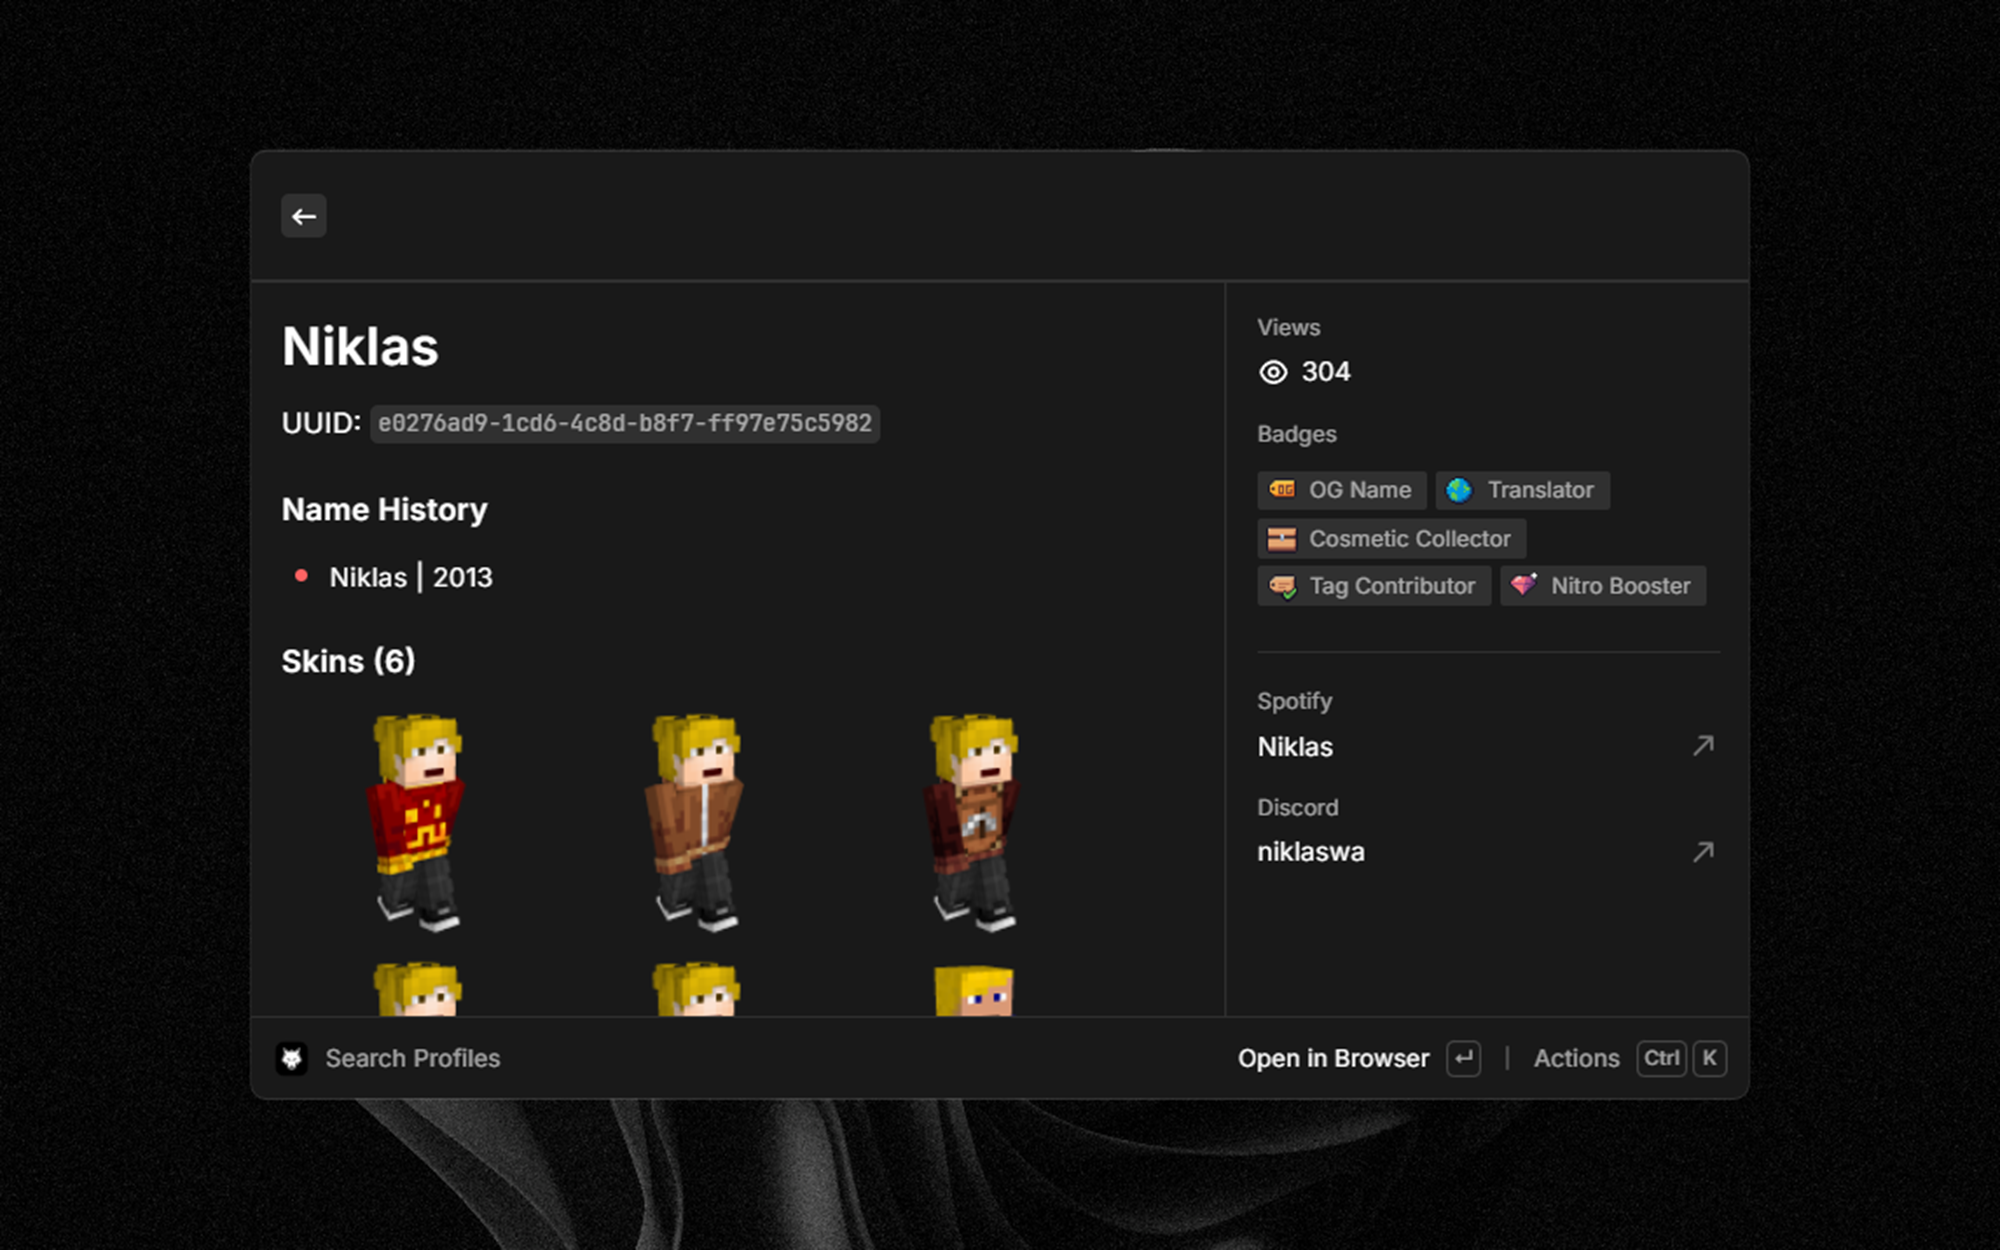 Niklas
UUID: e0276ad9-1cd6-4c8d-b8f7-ff97e75c5982
Name History
Niklas | 2013
Skins (6)
Views
304
Badges
OG Name
Translator
Cosmetic Collector
Tag Contributor
Nitro Booster
Spotify
Niklas
Discord
niklaswa
Search Profiles
Open in Browser
Actions
Ctrl
K